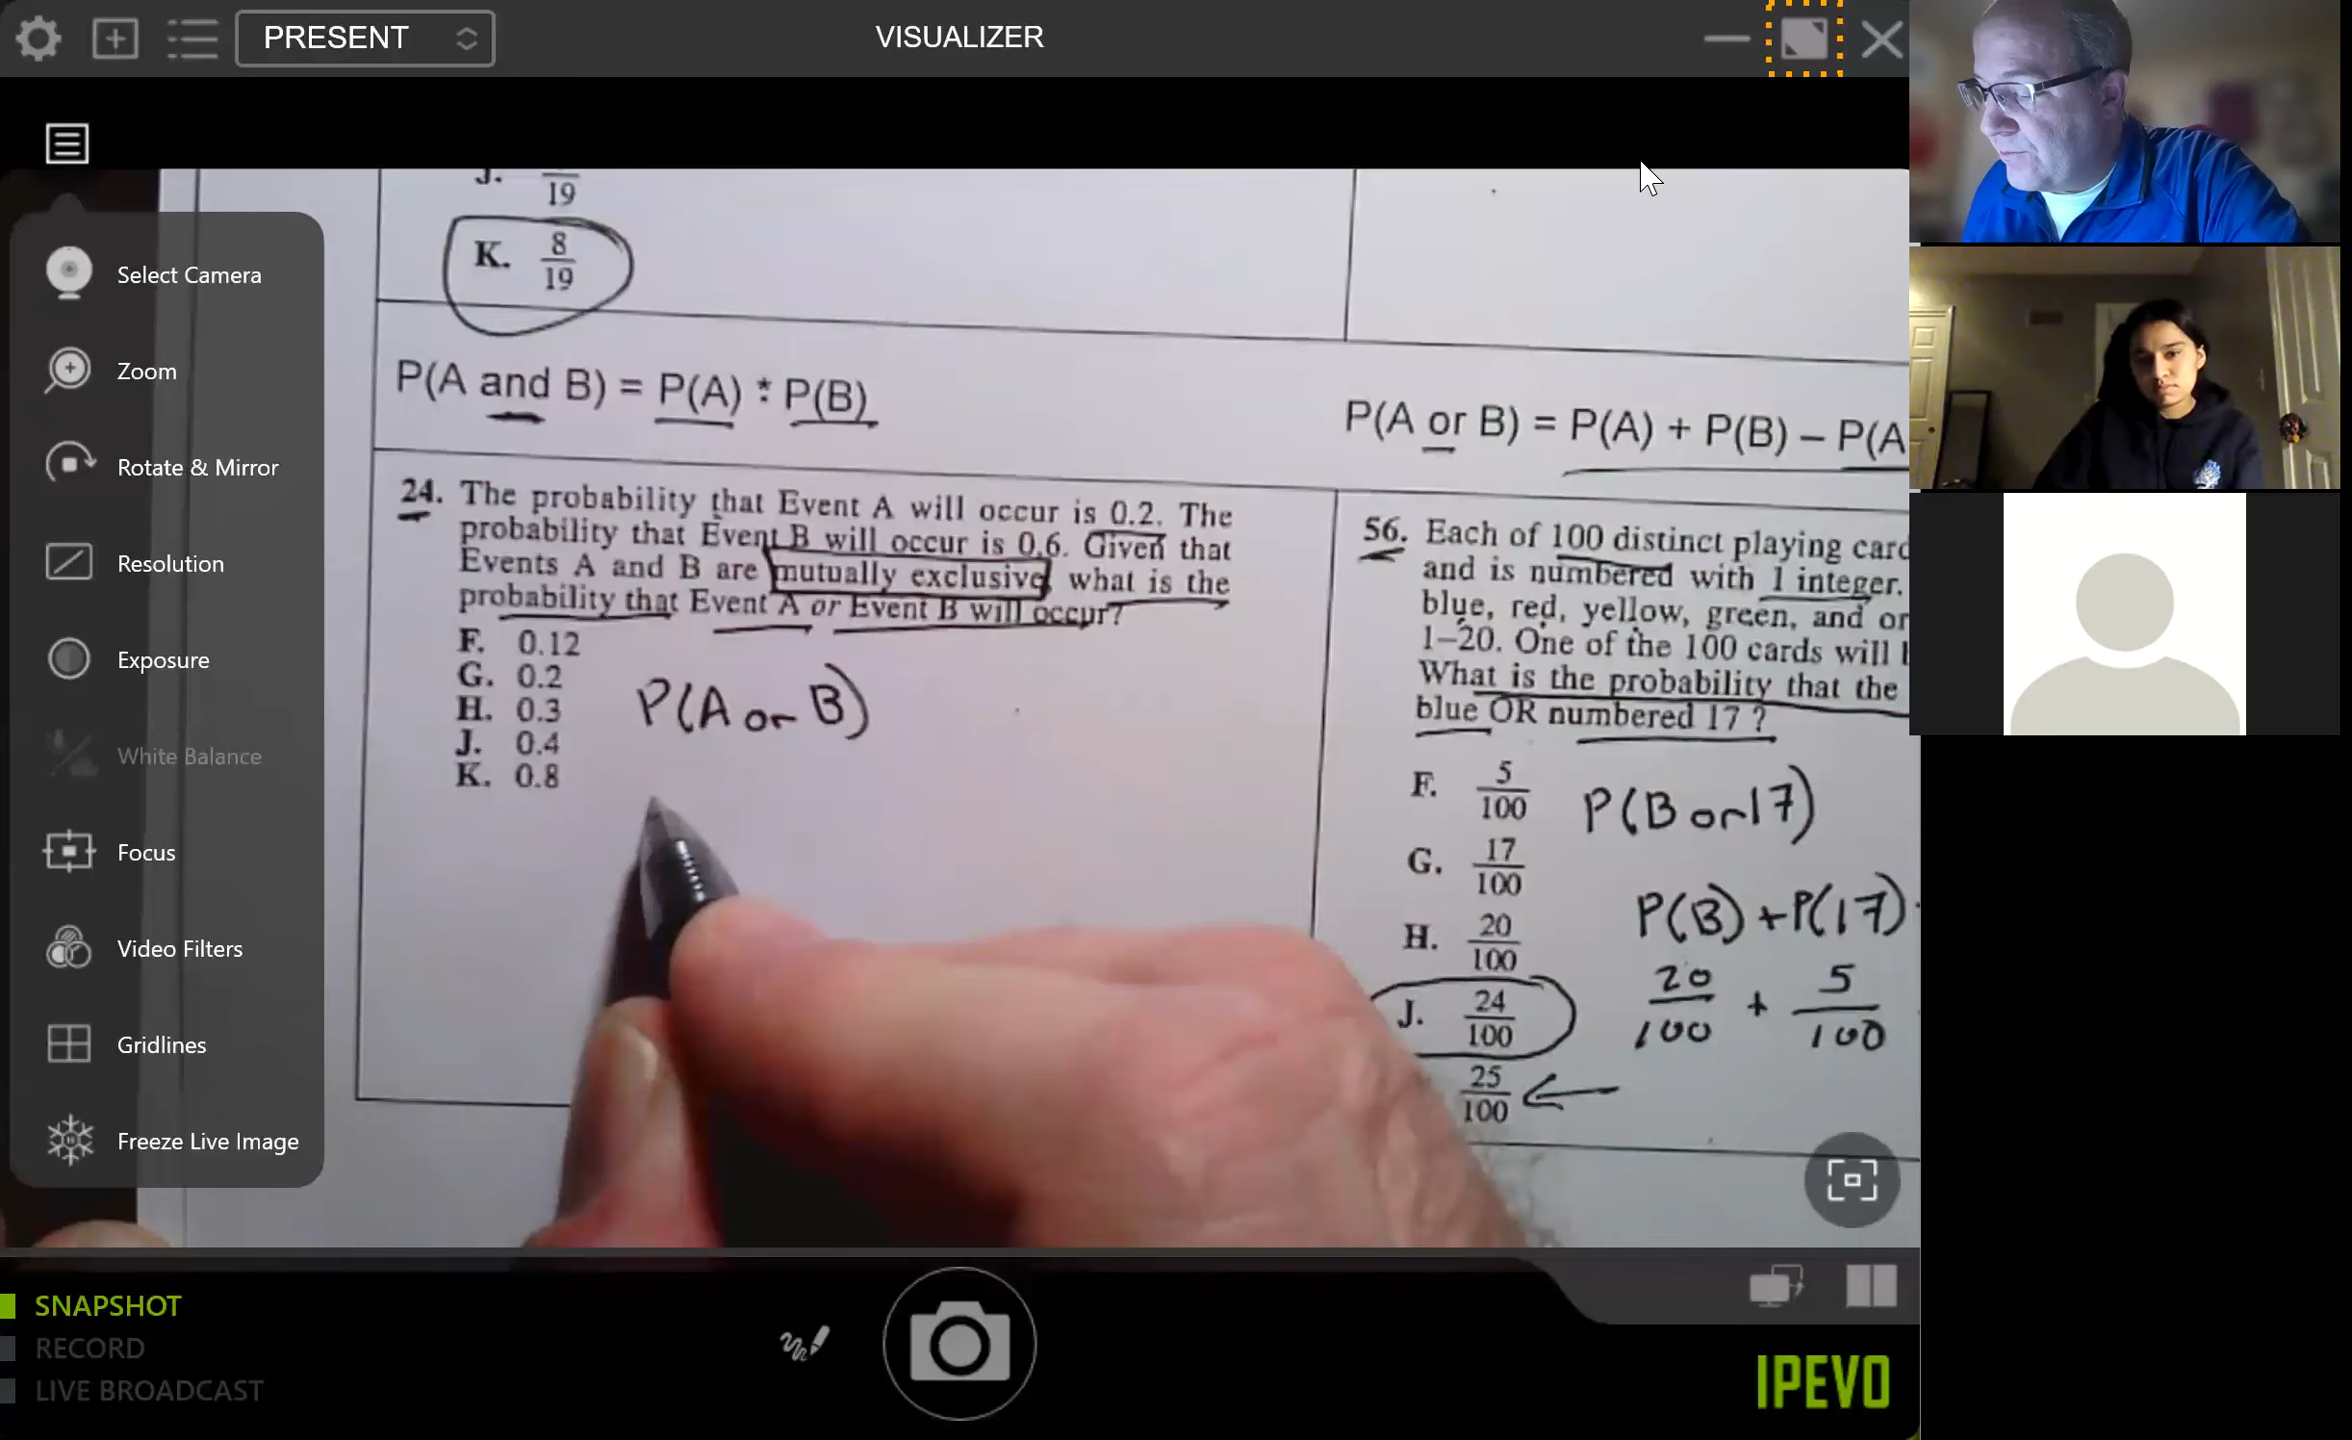 PRESENT
VISUALIZER
Select Camera
Zoom
Rotate & Mirror
Resolution
Exposure
White Balance
Focus
Video Filters
Gridlines
Freeze Live Image
J. 19
K. 8/19
P(A and B) = P(A) * P(B)
P(A or B) = P(A) + P(B) – P(A
24. The probability that Event A will occur is 0.2. The
probability that Event B will occur is 0.6. Given that
Events A and B are mutually exclusive, what is the
probability that Event A or Event B will occur?
F. 0.12
G. 0.2
H. 0.3
J. 0.4
K. 0.8
P(A or B)
56. Each of 100 distinct playing card
and is numbered with 1 integer.
blue, red, yellow, green, and or
1–20. One of the 100 cards will
What is the probability that the
blue OR numbered 17 ?
F. 5/100
G. 17/100
H. 20/100
J. 24/100
25/100
P(B or 17)
P(B) + P(17)
20/100 + 5/100
SNAPSHOT
RECORD
LIVE BROADCAST
IPEVO